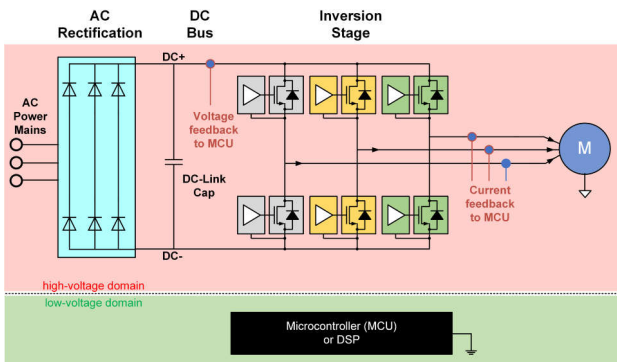 AC
Rectification
DC
Bus
Inversion
Stage
DC+
AC
Power
Mains
Voltage
feedback
to MCU
M
DC-Link
Cap
Current
feedback
to MCU
DC-
high-voltage domain
low-voltage domain
Microcontroller (MCU)
or DSP